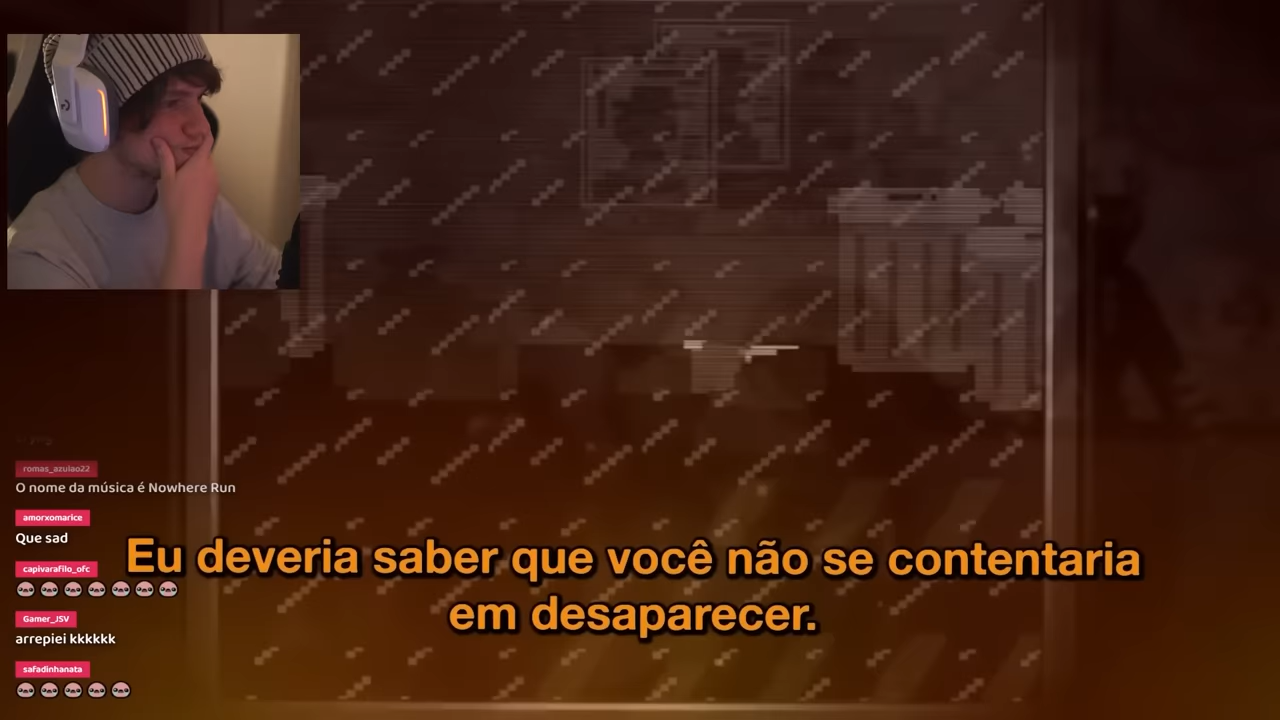 romas_azulao22
O nome da música é Nowhere Run
amorxomarice
Que sad
capivarafilo_ofc
Gamer_JSV
arrepiei kkkkkk
safadinhanata
Eu deveria saber que você não se contentaria
em desaparecer.